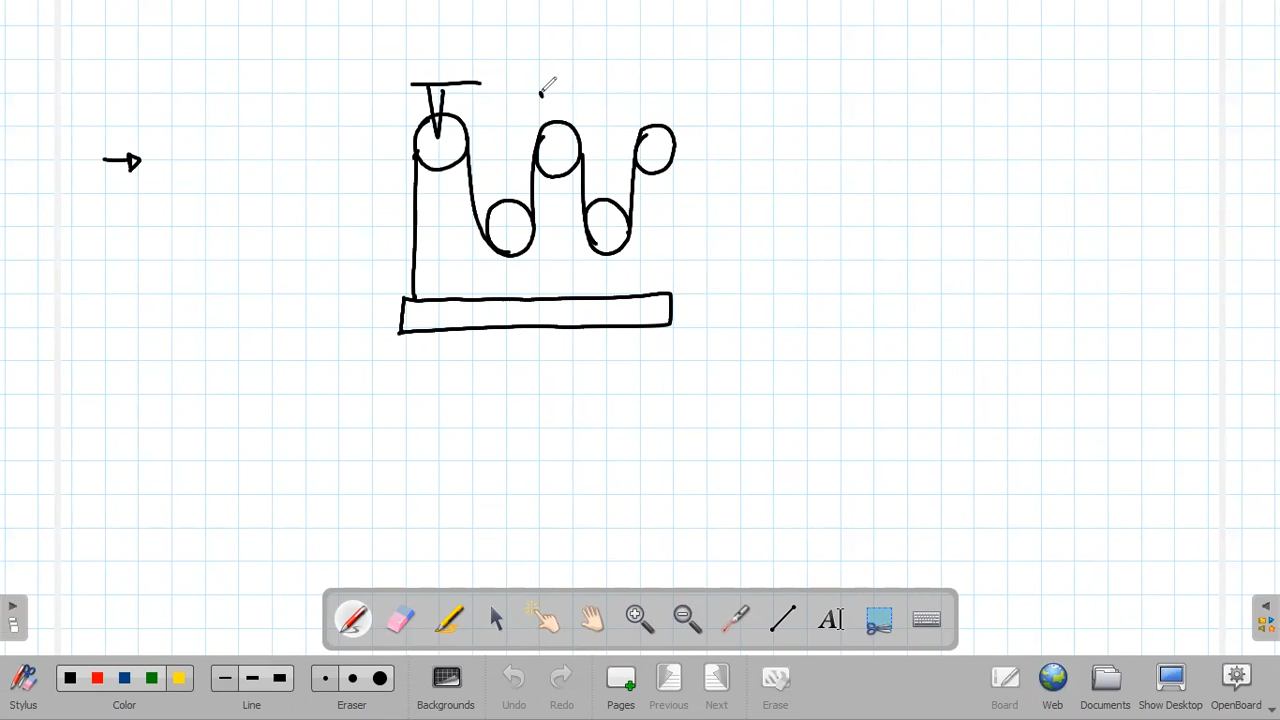 Stylus
Color
Line
Eraser
Backgrounds
Undo
Redo
Pages
Previous
Next
Erase
Board
Web
Documents
Show Desktop
OpenBoard